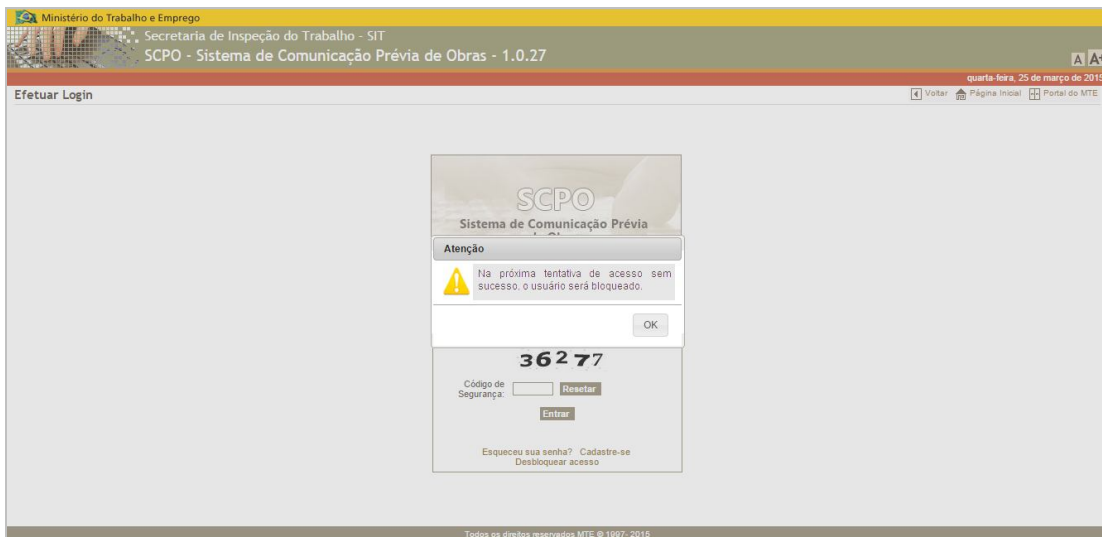 Ministério do Trabalho e Emprego
Secretaria de Inspeção do Trabalho - SIT
SCPO - Sistema de Comunicação Prévia de Obras - 1.0.27
A A+
quarta-feira, 25 de março de 2015
Efetuar Login
Voltar Página Inicial Portal do MTE
SCPO
Sistema de Comunicação Prévia
Atenção
Na próxima tentativa de acesso sem
sucesso, o usuário será bloqueado.
OK
36277
Código de
Segurança:
Resetar
Entrar
Esqueceu sua senha? Cadastre-se
Desbloquear acesso
Todos os direitos reservados MTE © 1997- 2015